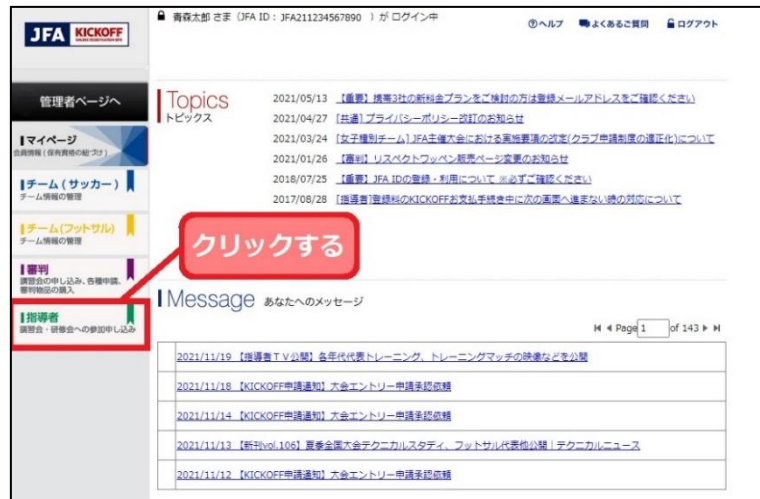 JFA KICKOFF
ONLINE REGISTRATION SITE
青森太郎 さま（JFA ID : JFA211234567890 ）が ログイン中
ヘルプ よくあるご質問 ログアウト
管理者ページへ
マイページ
会員情報（保有資格の紐づけ）
チーム（サッカー）
チーム情報の管理
チーム(フットサル)
チーム情報の管理
審判
講習会の申し込み、各種申請、
審判物品の購入
指導者
講習会・研修会への参加申し込み
Topics
トピックス
2021/05/13 【重要】携帯3社の新料金プランをご検討の方は登録メールアドレスをご確認ください
2021/04/27 [共通]プライバシーポリシー改訂のお知らせ
2021/03/24 [女子種別チーム]JFA主催大会における実施要項の改定(クラブ申請制度の適正化)について
2021/01/26 【審判】リスペクトワッペン販売ページ変更のお知らせ
2018/07/25 【重要】JFA IDの登録・利用について ※必ずご確認ください
2017/08/28 [指導者]登録料のKICKOFFお支払手続き中に次の画面へ進まない時の対応について
クリックする
Message あなたへのメッセージ
Page 1 of 143
2021/11/19 【指導者ＴＶ公開】各年代代表トレーニング、トレーニングマッチの映像などを公開
2021/11/18 【KICKOFF申請通知】大会エントリー申請承認依頼
2021/11/14 【KICKOFF申請通知】大会エントリー申請承認依頼
2021/11/13 【新刊vol.106】夏季全国大会テクニカルスタディ、フットサル代表他公開｜テクニカルニュース
2021/11/12 【KICKOFF申請通知】大会エントリー申請承認依頼